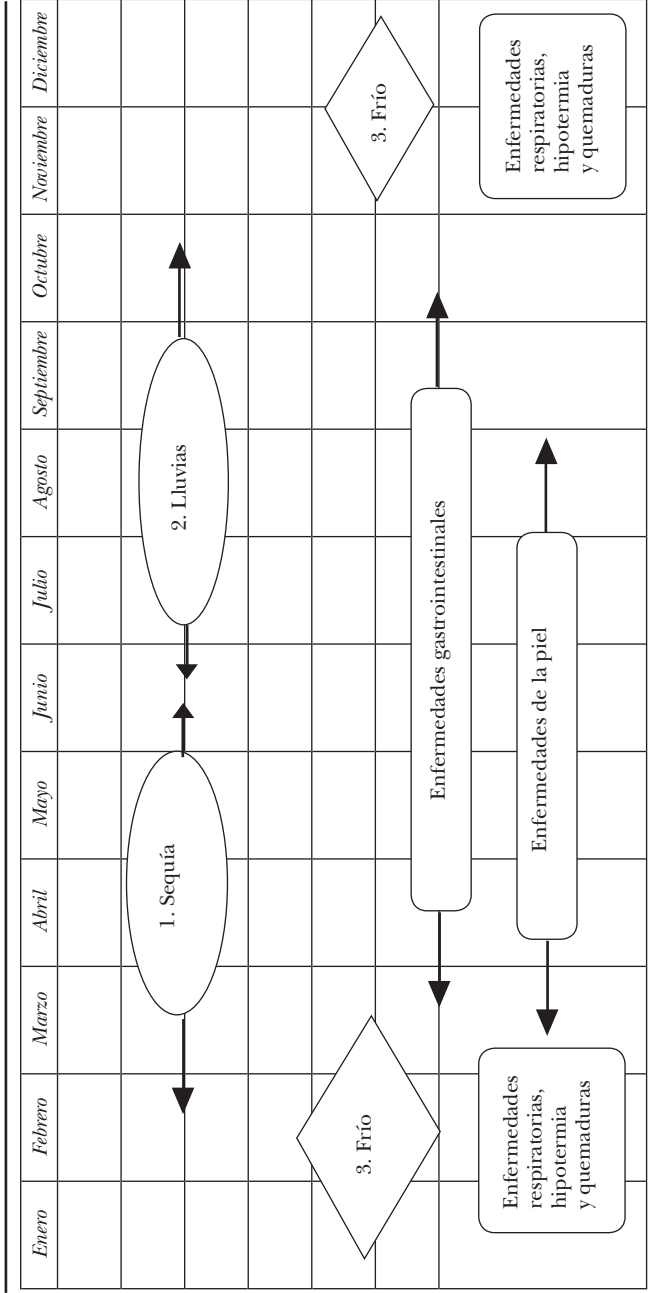 Enero Febrero Marzo Abril Mayo Junio Julio Agosto Septiembre Octubre Noviembre Diciembre
1. Sequía
2. Lluvias
3. Frío
3. Frío
Enfermedades gastrointestinales
Enfermedades
respiratorias,
hipotermia
y quemaduras
Enfermedades de la piel
Enfermedades
respiratorias,
hipotermia
y quemaduras